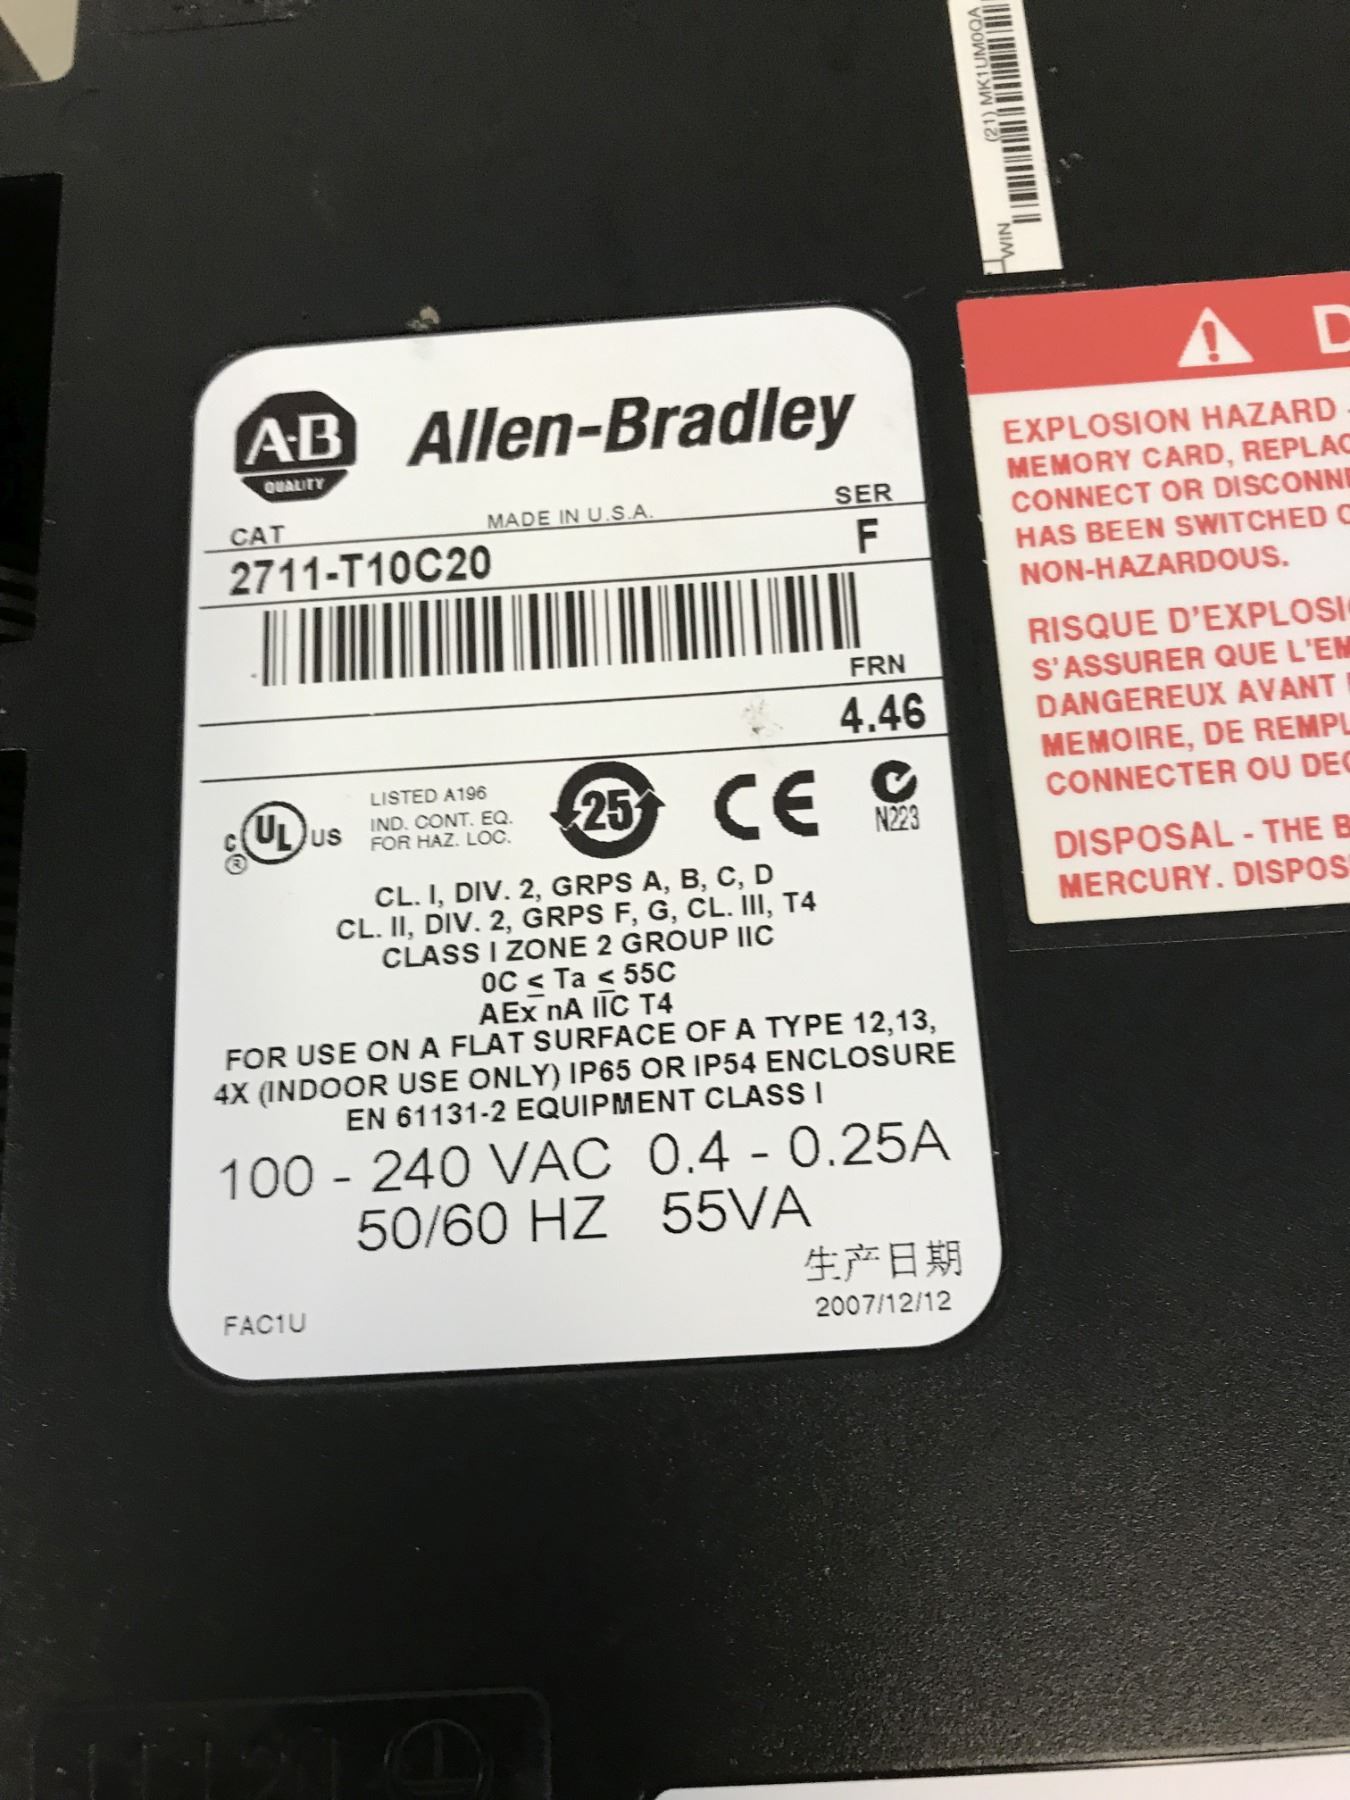 (21) MK1UM0QA
WIN
A-B
QUALITY
Allen-Bradley
MADE IN U.S.A.
CAT
SER
2711-T10C20
F
FRN
4.46
C UL US
®
LISTED A196
IND. CONT. EQ.
FOR HAZ. LOC.
25
CE
N223
CL. I, DIV. 2, GRPS A, B, C, D
CL. II, DIV. 2, GRPS F, G, CL. III, T4
CLASS I ZONE 2 GROUP IIC
0C ≤ Ta ≤ 55C
AEx nA IIC T4
FOR USE ON A FLAT SURFACE OF A TYPE 12,13,
4X (INDOOR USE ONLY) IP65 OR IP54 ENCLOSURE
EN 61131-2 EQUIPMENT CLASS I
100 - 240 VAC 0.4 - 0.25A
50/60 HZ 55VA
生产日期
2007/12/12
FAC1U
D
EXPLOSION HAZARD -
MEMORY CARD, REPLAC
CONNECT OR DISCONN
HAS BEEN SWITCHED O
NON-HAZARDOUS.
RISQUE D'EXPLOSI
S'ASSURER QUE L'EM
DANGEREUX AVANT
MEMOIRE, DE REMPL
CONNECTER OU DEC
DISPOSAL - THE B
MERCURY. DISPOS